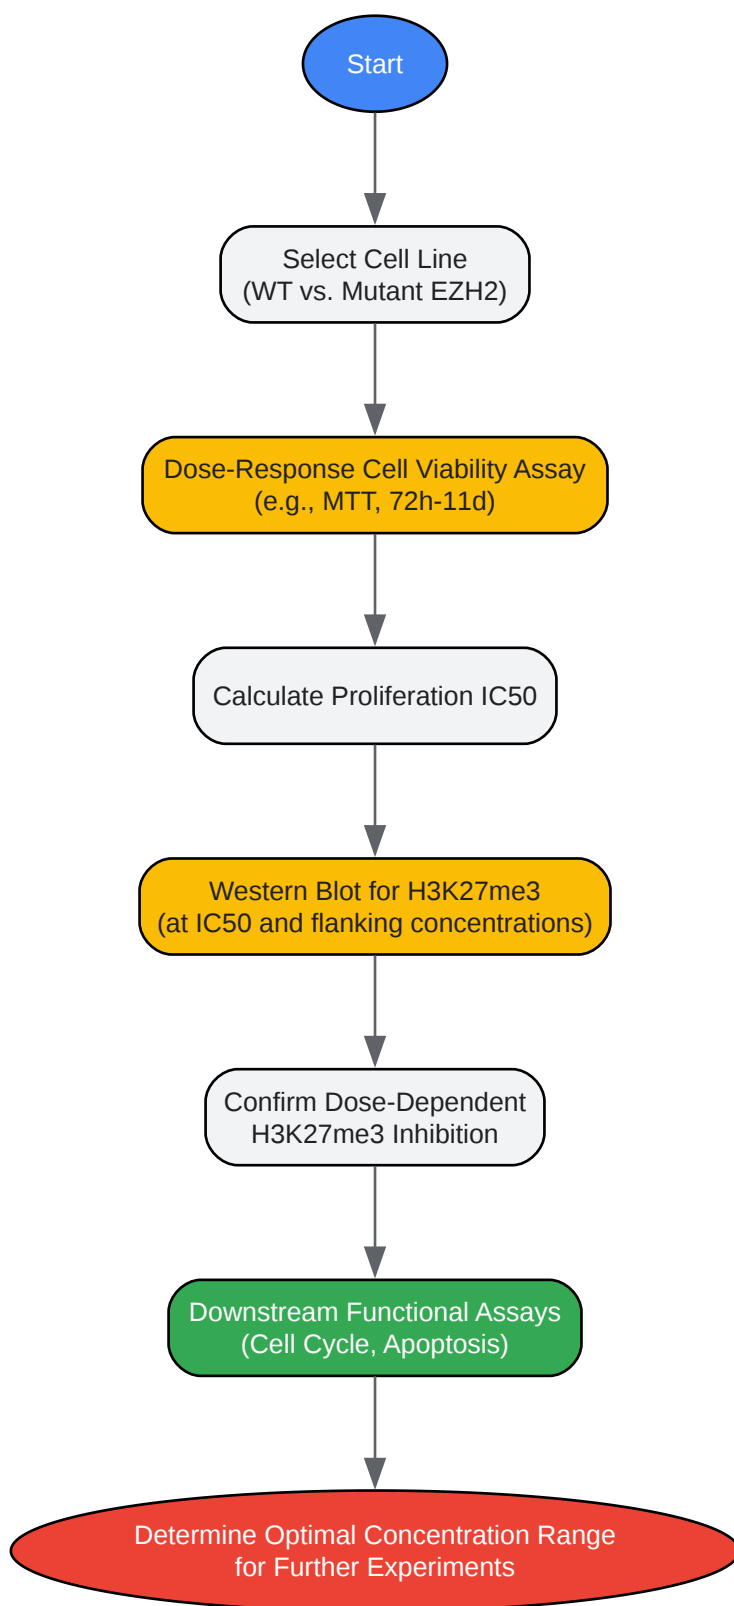 Start
Select Cell Line
(WT vs. Mutant EZH2)
Dose-Response Cell Viability Assay
(e.g., MTT, 72h-11d)
Calculate Proliferation IC50
Western Blot for H3K27me3
(at IC50 and flanking concentrations)
Confirm Dose-Dependent
H3K27me3 Inhibition
Downstream Functional Assays
(Cell Cycle, Apoptosis)
Determine Optimal Concentration Range
for Further Experiments